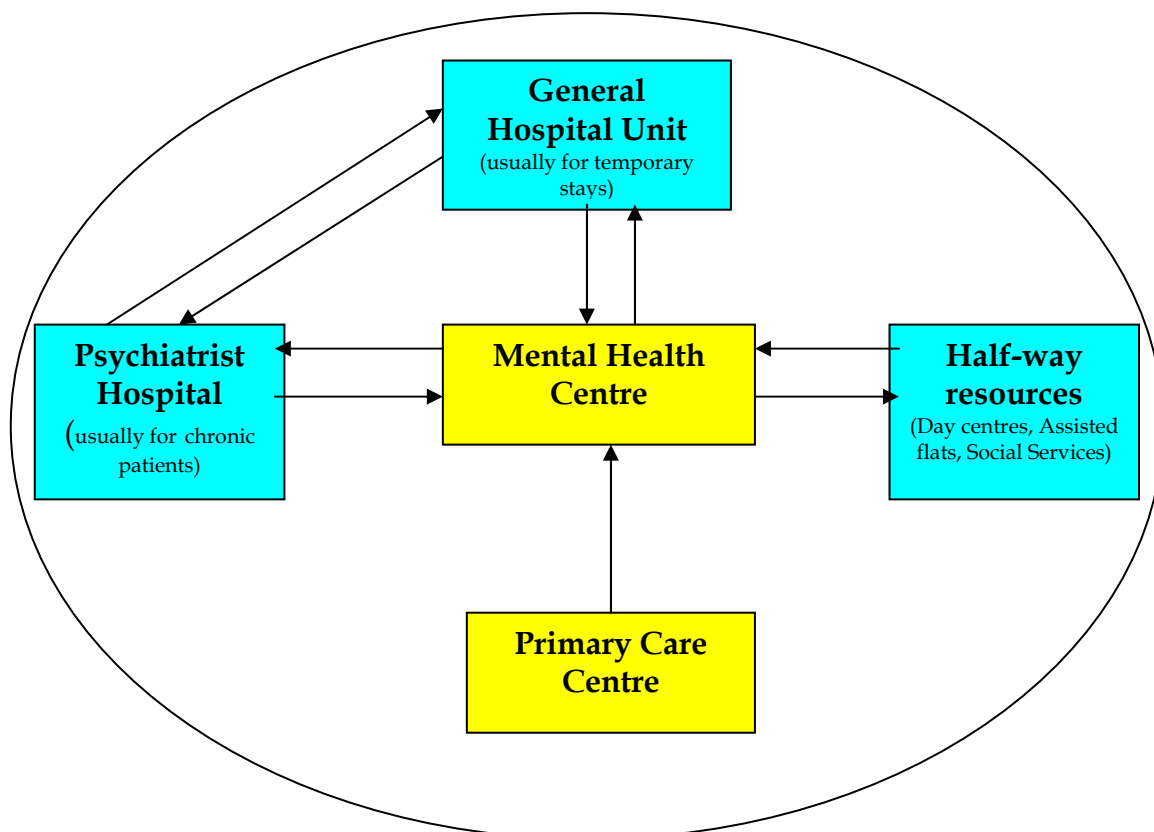 General
Hospital Unit
(usually for temporary
stays)
Psychiatrist
Hospital
(usually for chronic
patients)
Mental Health
Centre
Half-way
resources
(Day centres, Assisted
flats, Social Services)
Primary Care
Centre